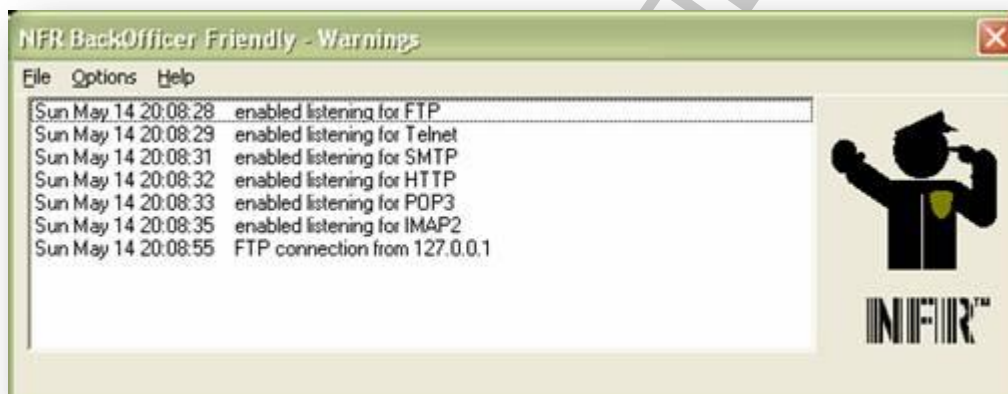 NFR BackOfficer Friendly - Warnings
File Options Help
Sun May 14 20:08:28 enabled listening for FTP
Sun May 14 20:08:29 enabled listening for Telnet
Sun May 14 20:08:31 enabled listening for SMTP
Sun May 14 20:08:32 enabled listening for HTTP
Sun May 14 20:08:33 enabled listening for POP3
Sun May 14 20:08:35 enabled listening for IMAP2
Sun May 14 20:08:55 FTP connection from 127.0.0.1
NFR™